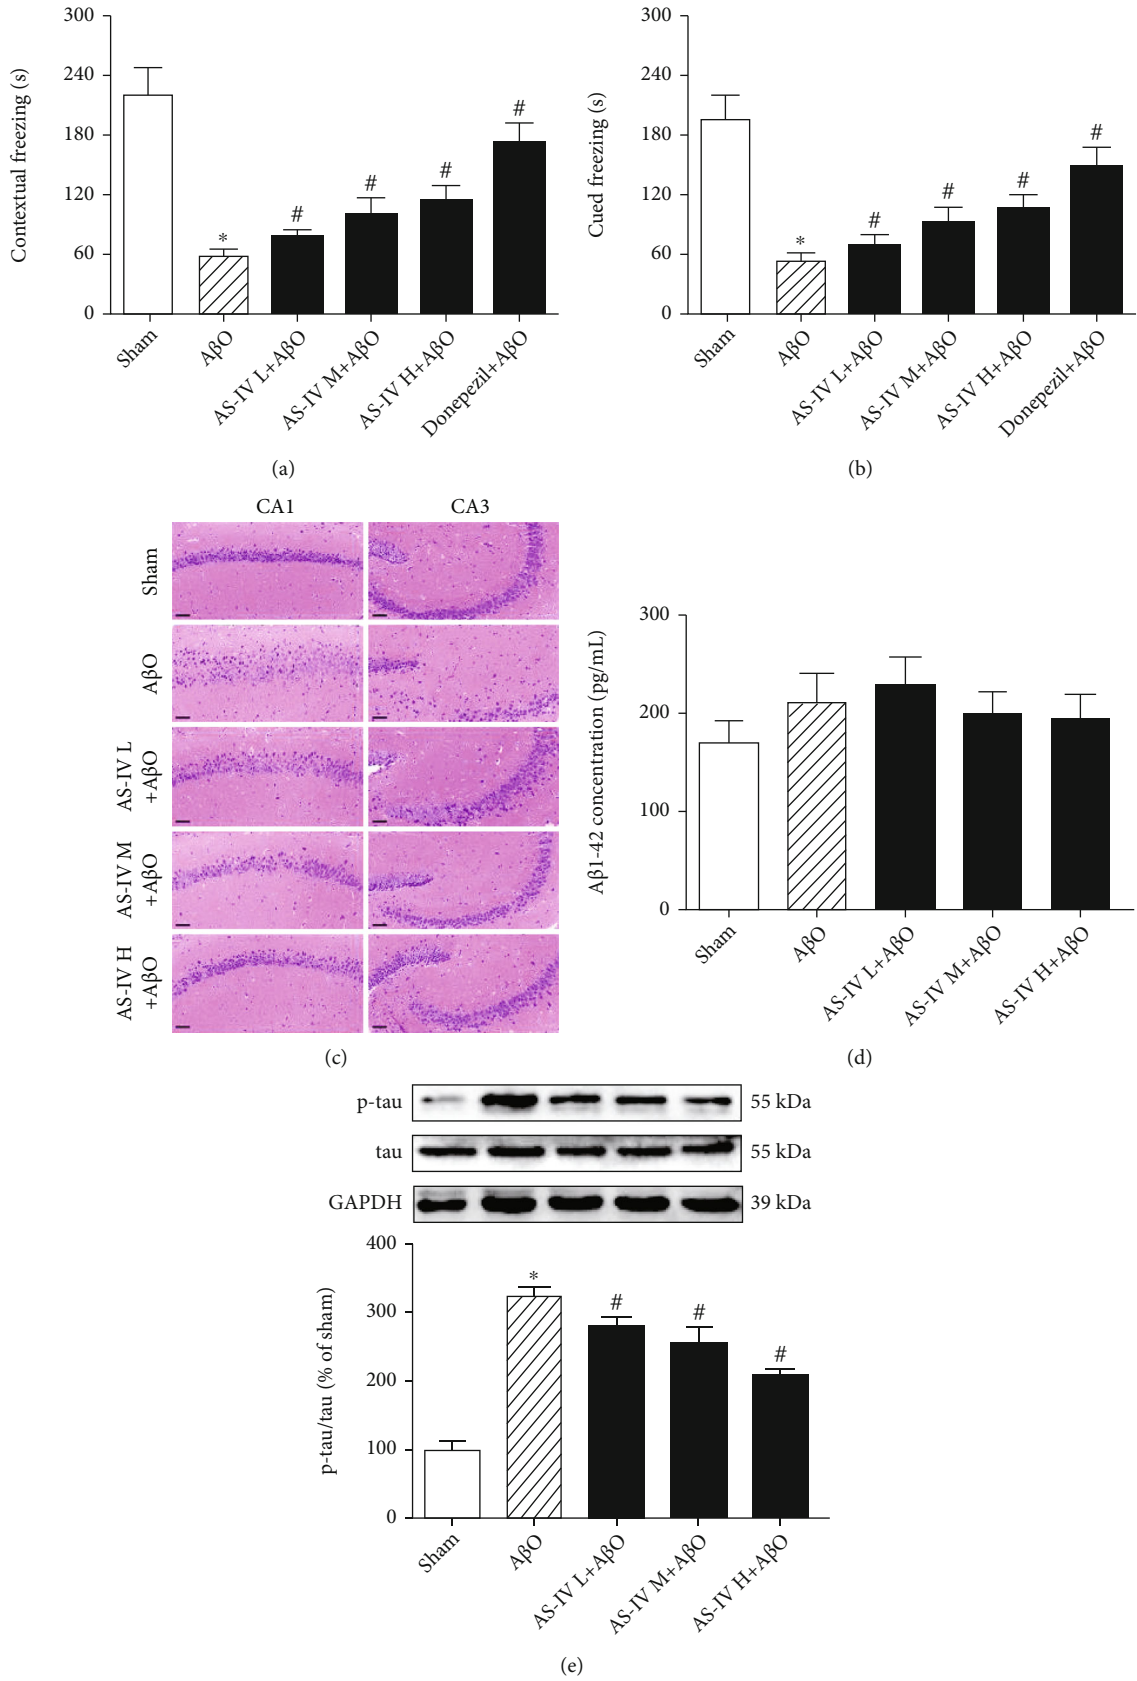 300
240
180
120
60
0
Contextual freezing (s)
*
#
#
#
#
Sham
AβO
AS-IV L+AβO
AS-IV M+AβO
AS-IV H+AβO
Donepezil+AβO
(a)
300
240
180
120
60
0
Cued freezing (s)
*
#
#
#
#
Sham
AβO
AS-IV L+AβO
AS-IV M+AβO
AS-IV H+AβO
Donepezil+AβO
(b)
CA1
CA3
Sham
AβO
AS-IV L
+AβO
AS-IV M
+AβO
AS-IV H
+AβO
(c)
300
200
100
0
Aβ1-42 concentration (pg/mL)
Sham
AβO
AS-IV L+AβO
AS-IV M+AβO
AS-IV H+AβO
(d)
p-tau
55 kDa
tau
55 kDa
GAPDH
39 kDa
400
300
200
100
0
p-tau/tau (% of sham)
*
#
#
#
Sham
AβO
AS-IV L+AβO
AS-IV M+AβO
AS-IV H+AβO
(e)